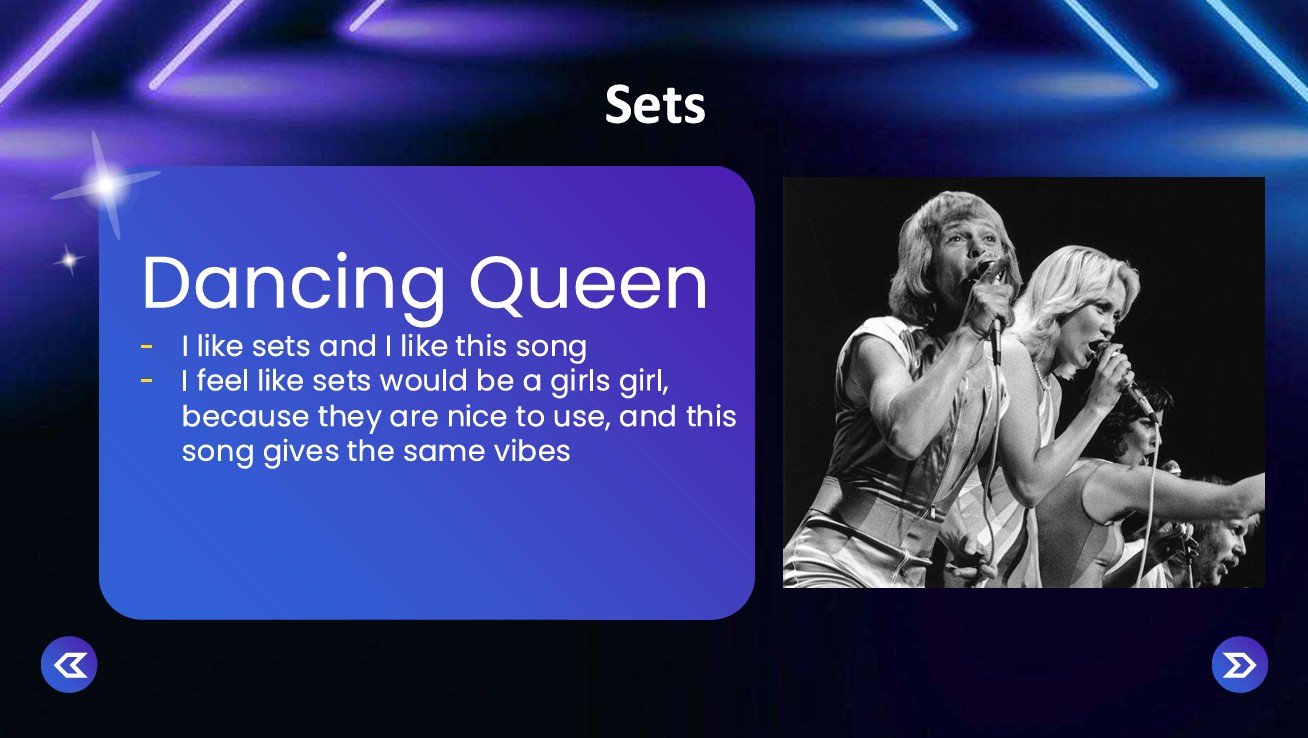 Sets
Dancing Queen
- I like sets and I like this song
- I feel like sets would be a girls girl,
because they are nice to use, and this
song gives the same vibes